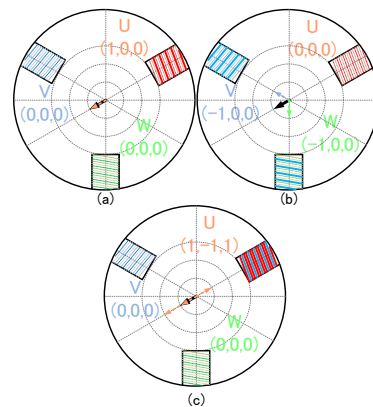 U
(1,0,0)
V
(0,0,0)
W
(0,0,0)
(a)
U
(0,0,0)
V
(-1,0,0)
W
(-1,0,0)
(b)
U
(1,-1,1)
V
(0,0,0)
W
(0,0,0)
(c)